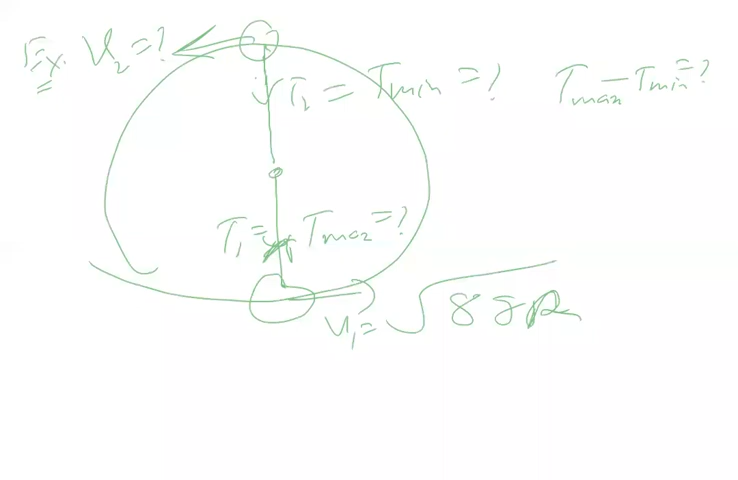 Ex. V₂ = ?
T₂ = Tmin = ? Tmax - Tmin = ?
T₁ = Tmax = ?
V₁ = √8gR